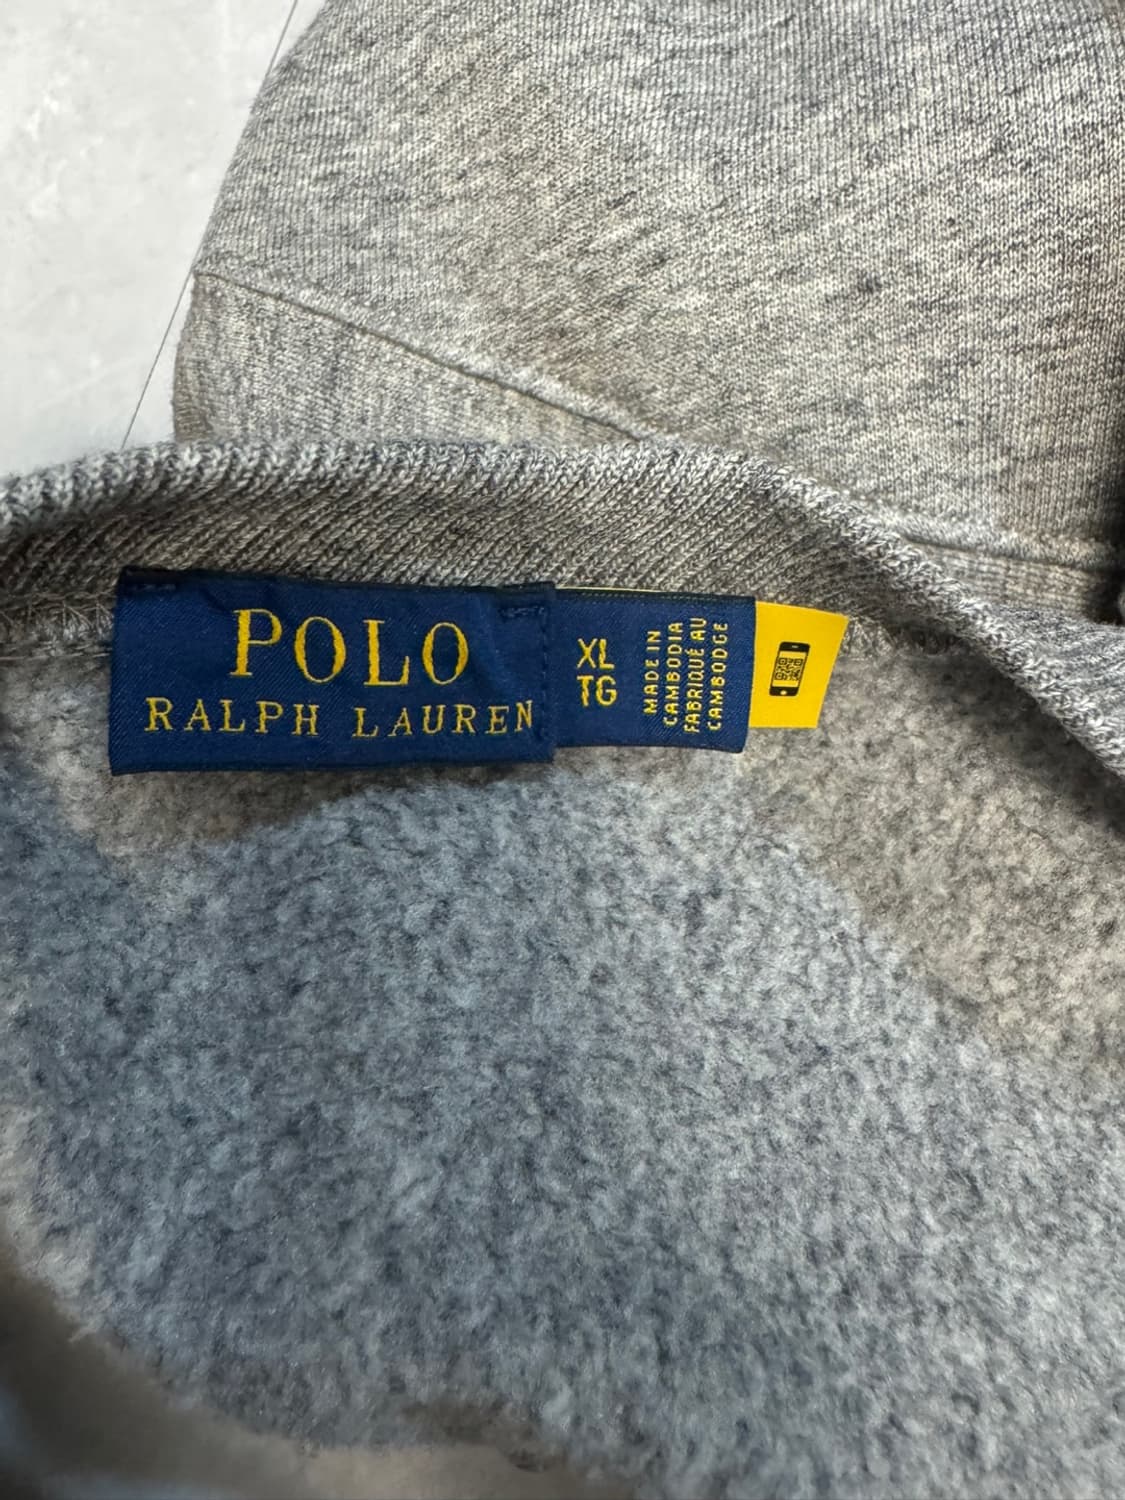 POLO
RALPH LAUREN
XL
TG
MADE IN
CAMBODIA
FABRIQUÉ AU
CAMBODGE